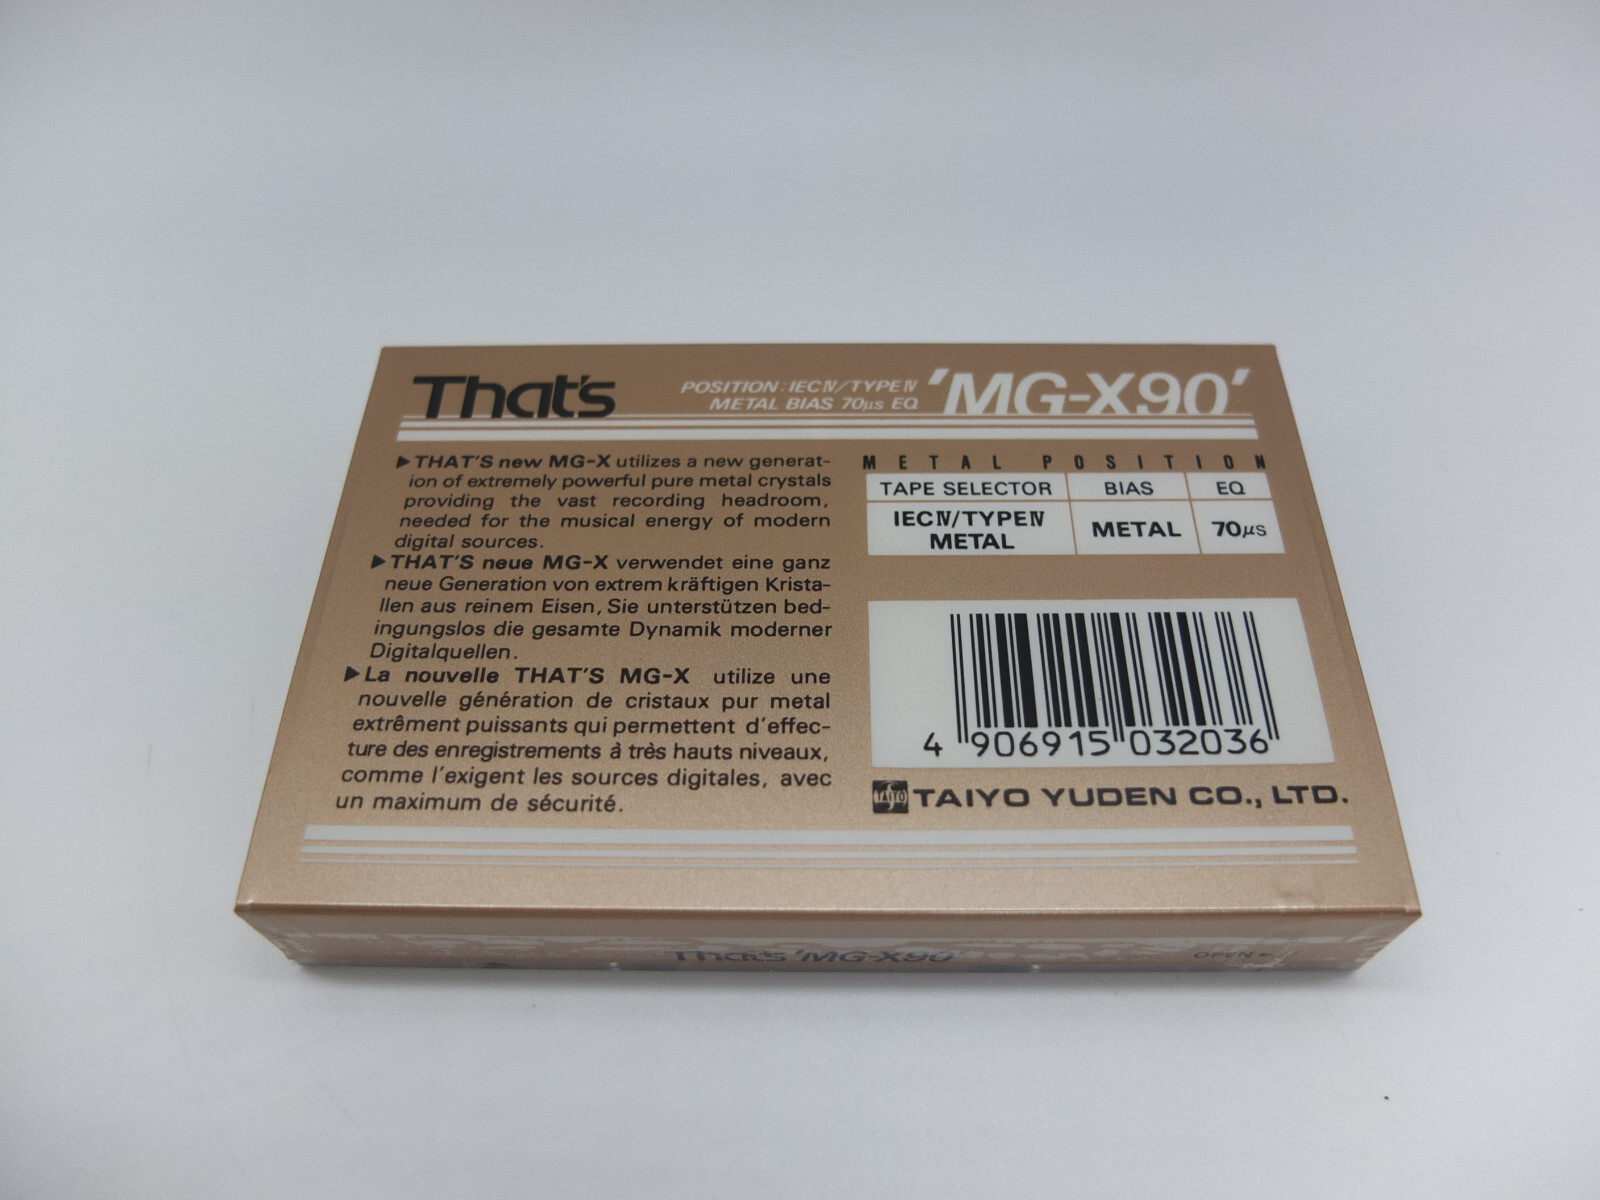 That's
POSITION : IECⅣ/TYPEⅣ
METAL BIAS 70μs EQ
'MG-X90'
▶THAT'S new MG-X utilizes a new generat-
ion of extremely powerful pure metal crystals
providing the vast recording headroom,
needed for the musical energy of modern
digital sources.
▶THAT'S neue MG-X verwendet eine ganz
neue Generation von extrem kräftigen Krista-
llen aus reinem Eisen, Sie unterstützen bed-
ingungslos die gesamte Dynamik moderner
Digitalquellen.
▶La nouvelle THAT'S MG-X utilize une
nouvelle génération de cristaux pur metal
extrêment puissants qui permettent d'effec-
ture des enregistrements à très hauts niveaux,
comme l'exigent les sources digitales, avec
un maximum de sécurité.
METAL POSITION
TAPE SELECTOR BIAS EQ
IECⅣ/TYPEⅣ
METAL
METAL
70μs
4 906915 032036
TAIYO
TAIYO YUDEN CO., LTD.
That's 'MG-X90'
OPEN►